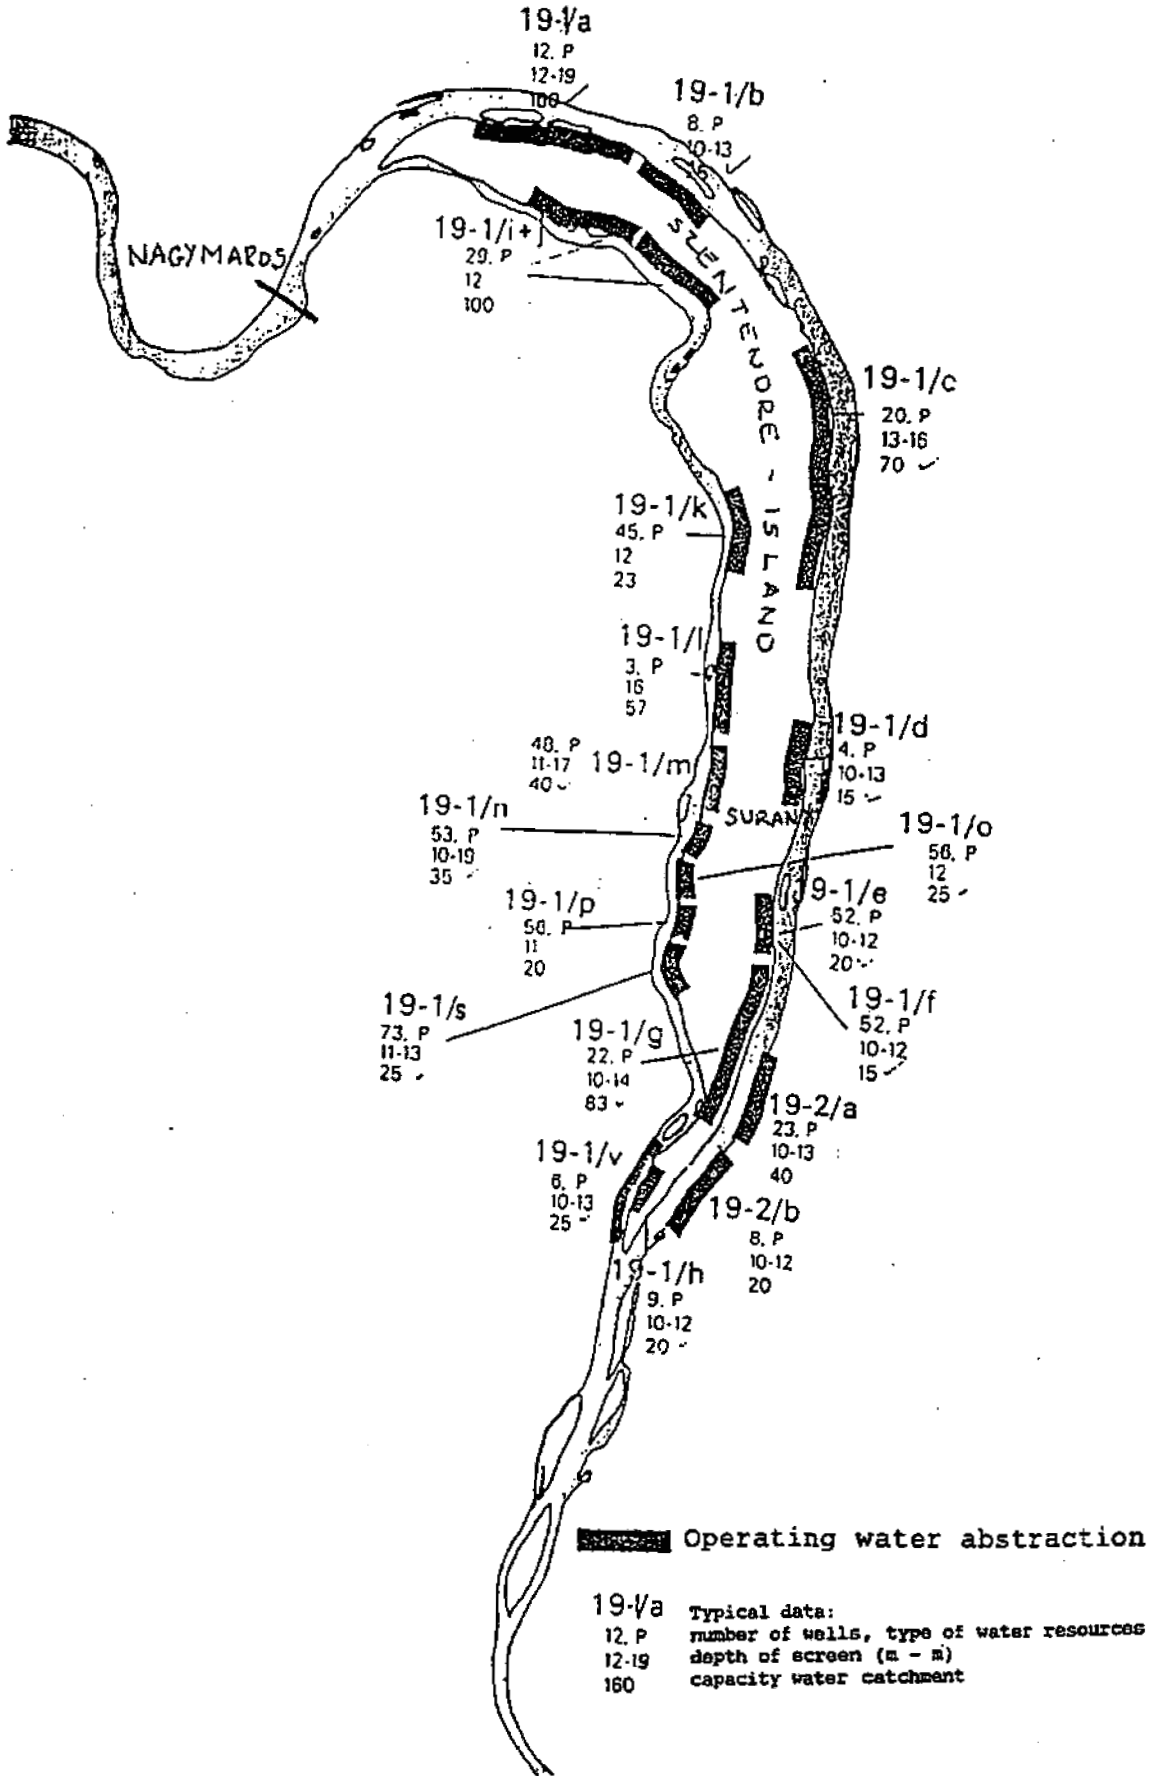 19-1/a
12. P
12-19
100
19-1/b
8. P
10-13
NAGYMAROS
19-1/i+
29. P
12
100
SZENTENDRE - ISLAND
19-1/c
20. P
13-16
70
19-1/k
45. P
12
23
19-1/l
3. P
16
57
19-1/d
4. P
10-13
15
48. P
11-17
40
19-1/m
19-1/n
53. P
10-19
35
SURANY
19-1/o
56. P
12
25
9-1/e
52. P
10-12
20
19-1/p
58. P
11
20
19-1/f
52. P
10-12
15
19-1/s
73. P
11-13
25
19-1/g
22. P
10-14
83
19-2/a
23. P
10-13
40
19-1/v
6. P
10-13
25
19-2/b
8. P
10-12
20
19-1/h
9. P
10-12
20
Operating water abstraction
19-1/a
12. P
12-19
160
Typical data:
number of wells, type of water resources
depth of screen (m - m)
capacity water catchment